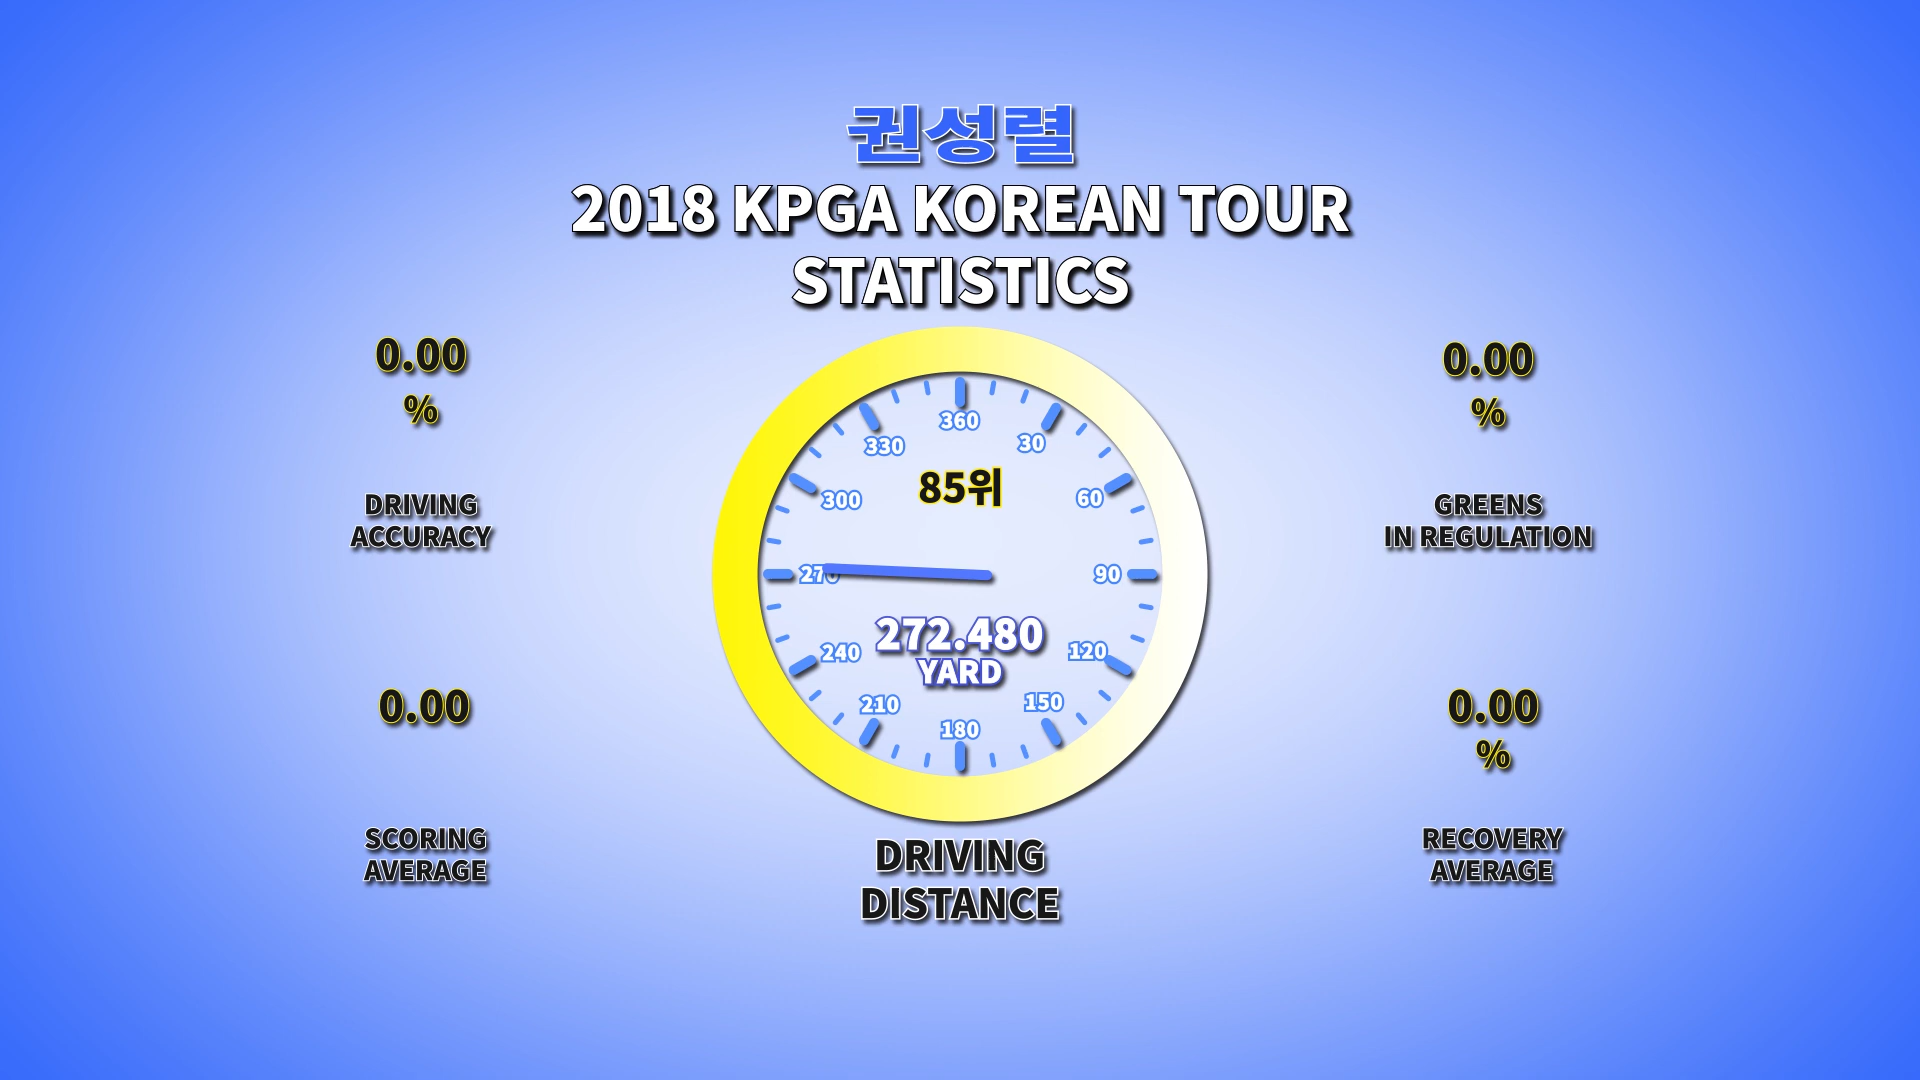 권성렬
2018 KPGA KOREAN TOUR
STATISTICS
0.00
%
DRIVING
ACCURACY
0.00
SCORING
AVERAGE
360
30
60
90
120
150
180
210
240
270
300
330
85위
272.480
YARD
DRIVING
DISTANCE
0.00
%
GREENS
IN REGULATION
0.00
%
RECOVERY
AVERAGE